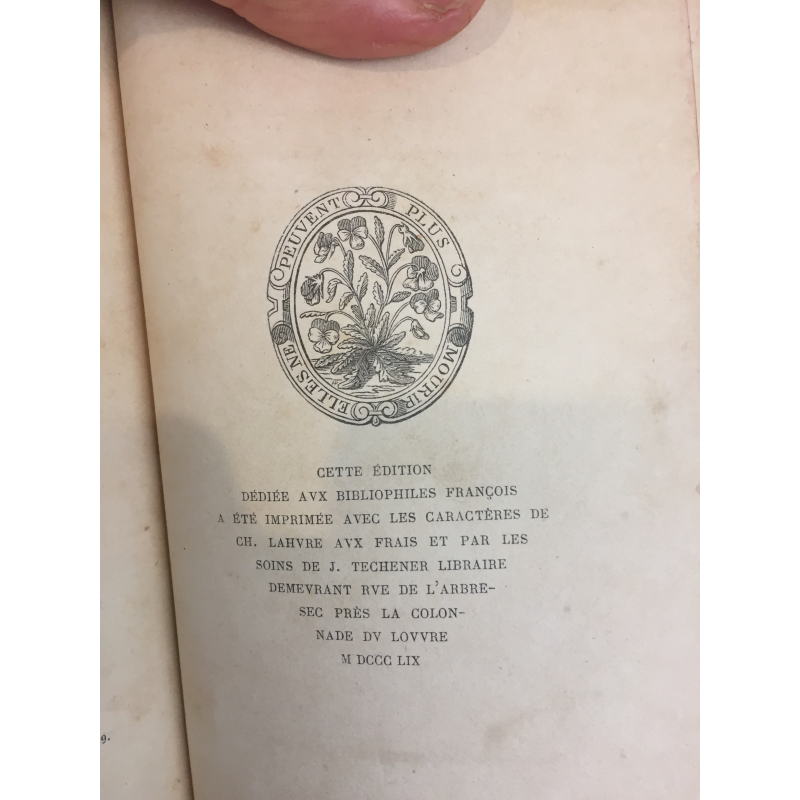 ELLES NE PEUVENT PLUS MOURIR
CETTE ÉDITION
DÉDIÉE AVX BIBLIOPHILES FRANÇOIS
A ÉTÉ IMPRIMÉE AVEC LES CARACTÈRES DE
CH. LAHVRE AVX FRAIS ET PAR LES
SOINS DE J. TECHENER LIBRAIRE
DEMEVRANT RVE DE L'ARBRE-
SEC PRÈS LA COLON-
NADE DV LOVVRE
M DCCC LIX
9.